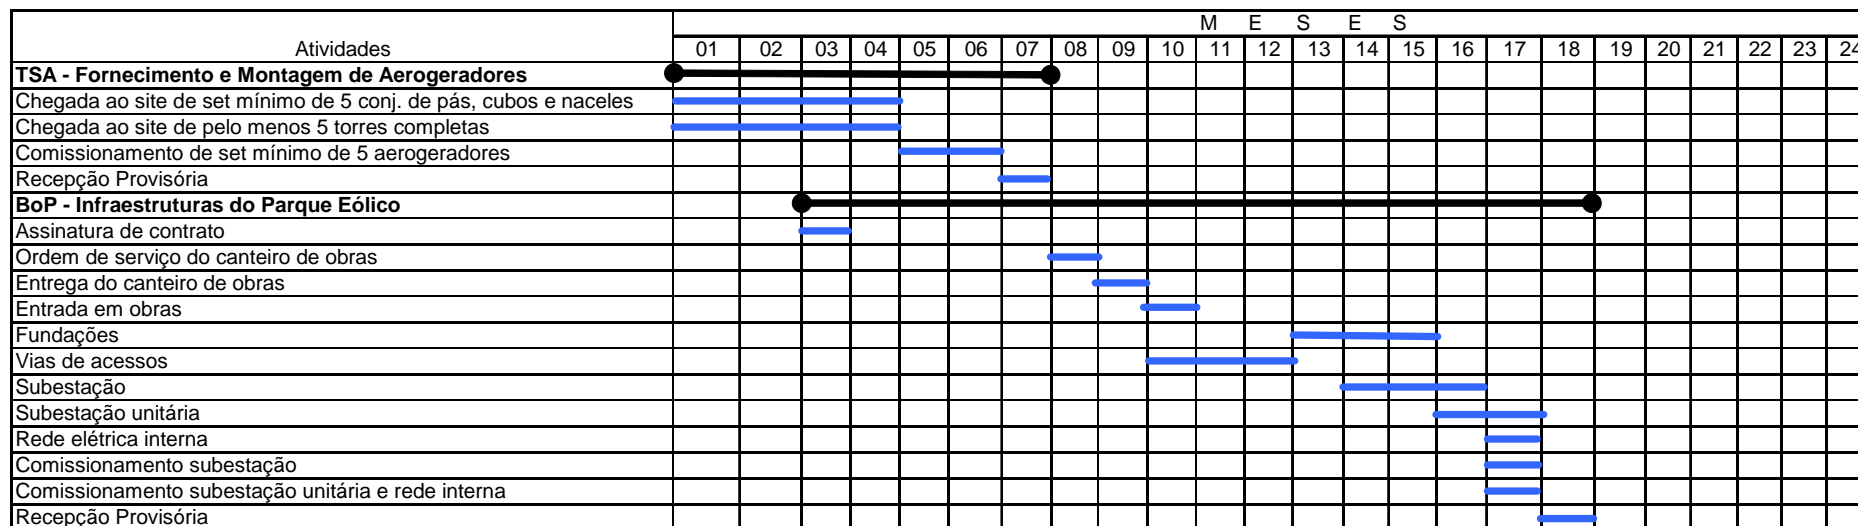 M E S E S
Atividades 01 02 03 04 05 06 07 08 09 10 11 12 13 14 15 16 17 18 19 20 21 22 23 24
TSA - Fornecimento e Montagem de Aerogeradores
Chegada ao site de set mínimo de 5 conj. de pás, cubos e naceles
Chegada ao site de pelo menos 5 torres completas
Comissionamento de set mínimo de 5 aerogeradores
Recepção Provisória
BoP - Infraestruturas do Parque Eólico
Assinatura de contrato
Ordem de serviço do canteiro de obras
Entrega do canteiro de obras
Entrada em obras
Fundações
Vias de acessos
Subestação
Subestação unitária
Rede elétrica interna
Comissionamento subestação
Comissionamento subestação unitária e rede interna
Recepção Provisória